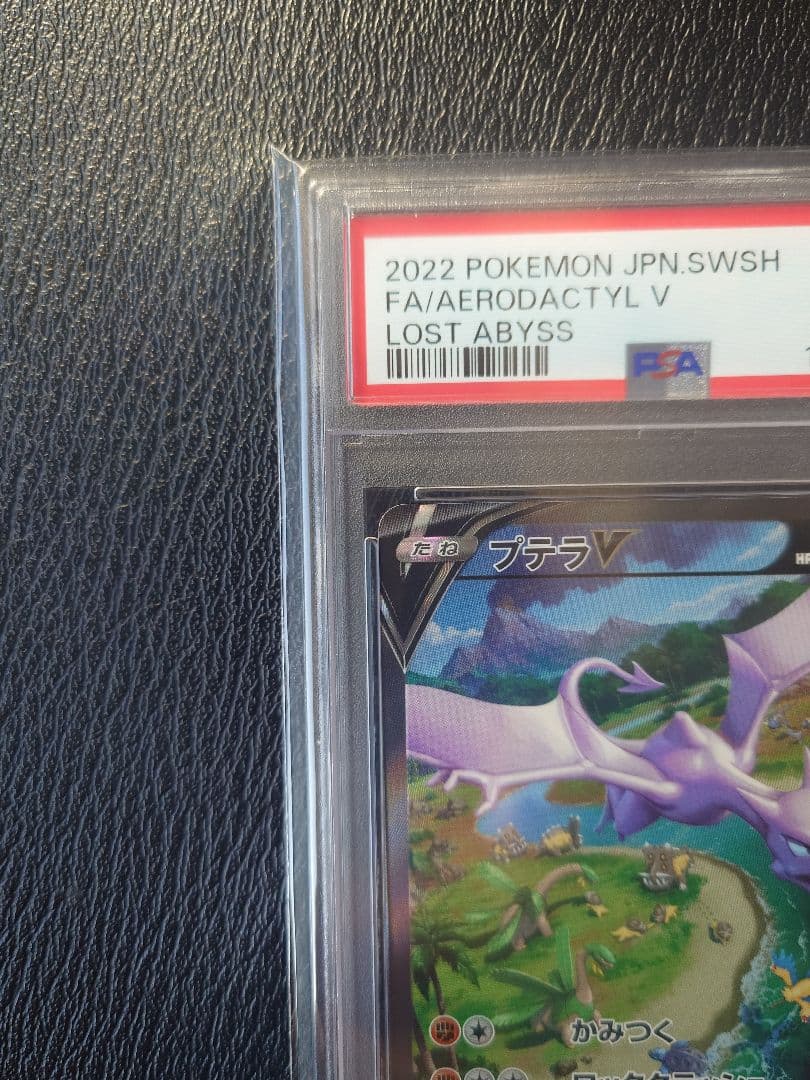 2022 POKEMON JPN.SWSH
FA/AERODACTYL V
LOST ABYSS
PSA
たね プテラV
かみつく